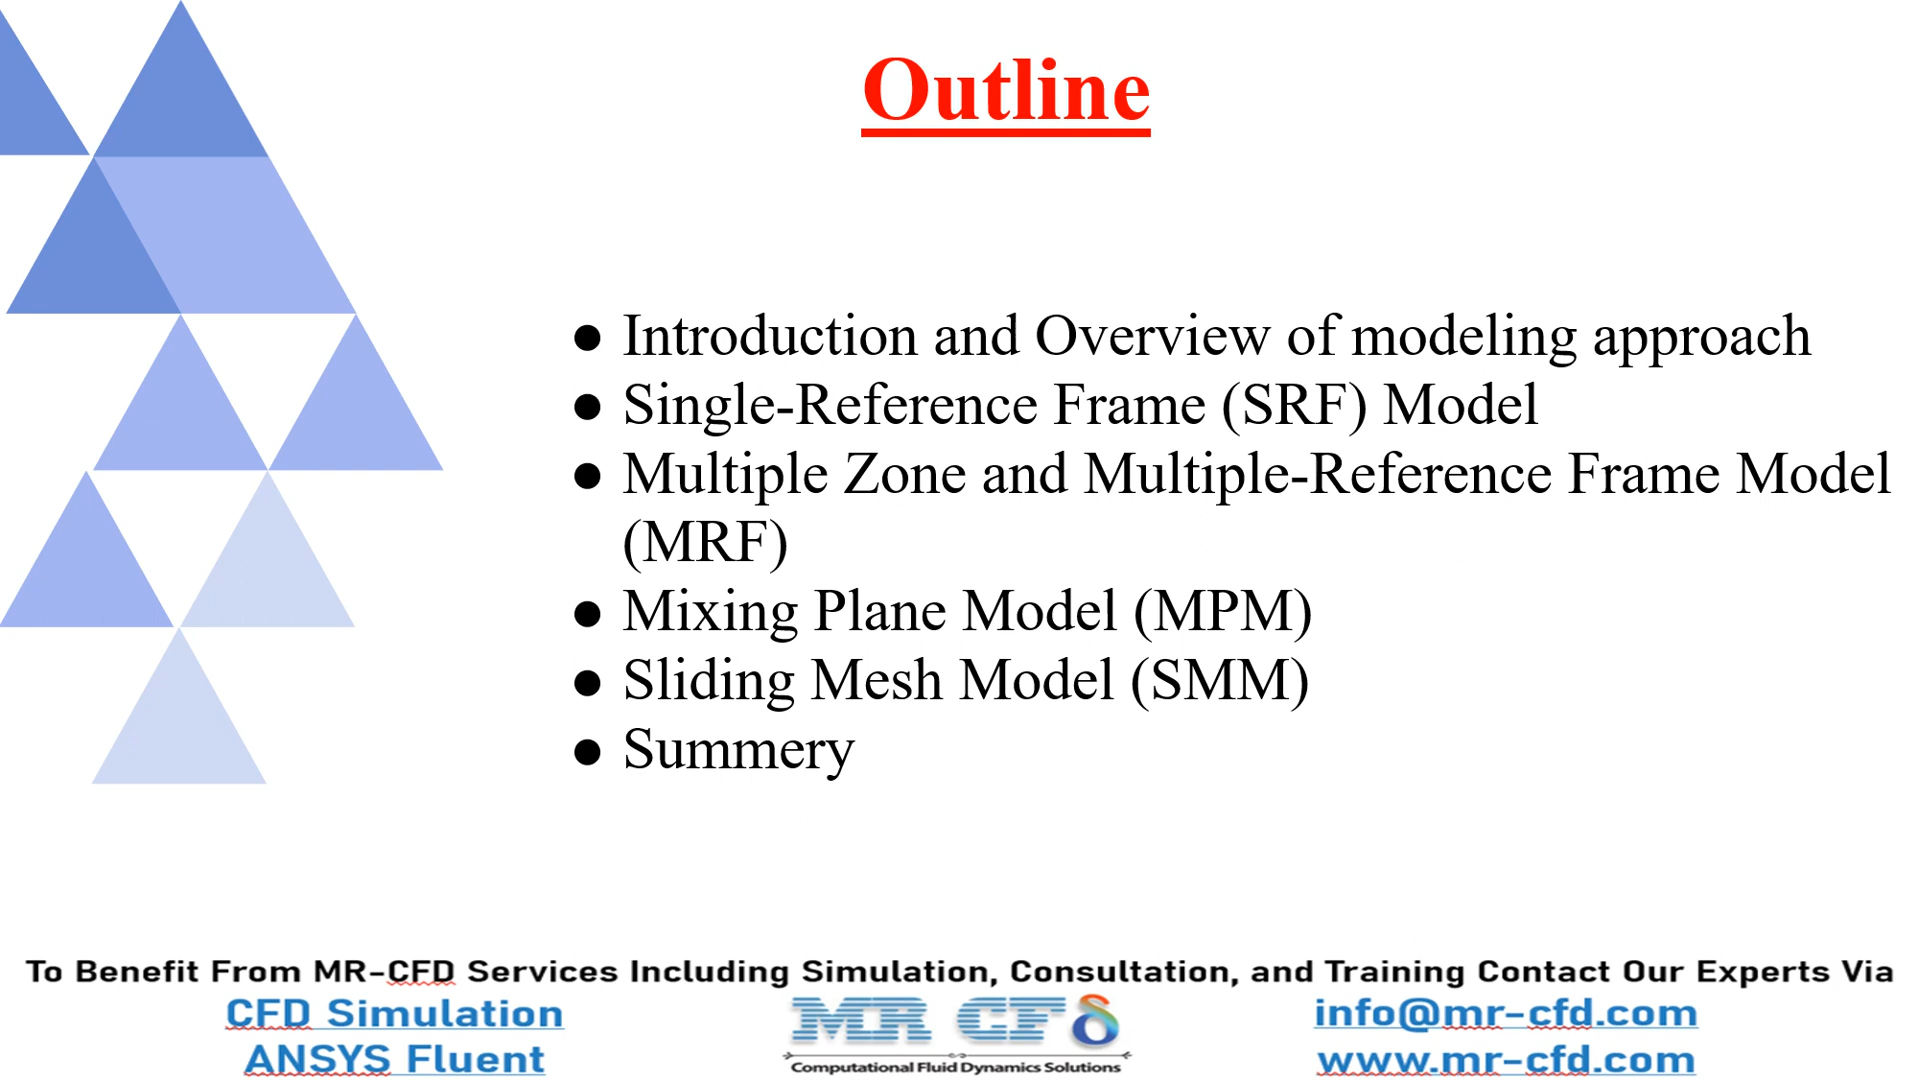 Outline
● Introduction and Overview of modeling approach
● Single-Reference Frame (SRF) Model
● Multiple Zone and Multiple-Reference Frame Model
(MRF)
● Mixing Plane Model (MPM)
● Sliding Mesh Model (SMM)
● Summery
To Benefit From MR-CFD Services Including Simulation, Consultation, and Training Contact Our Experts Via
CFD Simulation
ANSYS Fluent
MR CFδ
Computational Fluid Dynamics Solutions
info@mr-cfd.com
www.mr-cfd.com